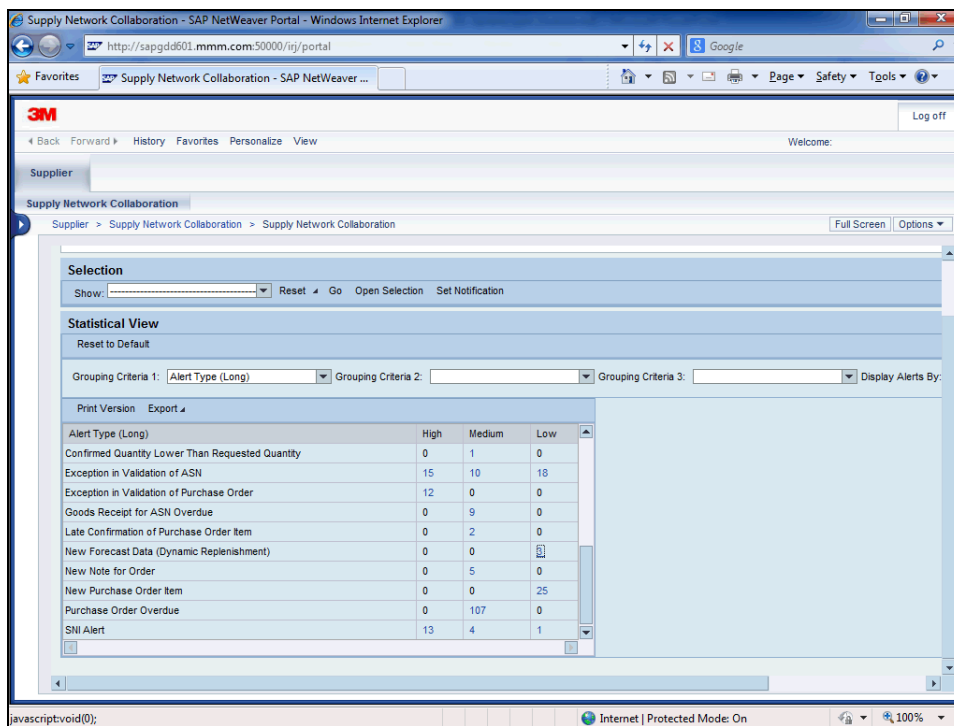 Supply Network Collaboration - SAP NetWeaver Portal - Windows Internet Explorer
http://sapgdd601.mmm.com:50000/irj/portal
Google
Favorites
Supply Network Collaboration - SAP NetWeaver ...
Page Safety Tools
3M
Log off
Back Forward History Favorites Personalize View Welcome:
Supplier
Supply Network Collaboration
Supplier > Supply Network Collaboration > Supply Network Collaboration Full Screen Options
Selection
Show: Reset Go Open Selection Set Notification
Statistical View
Reset to Default
Grouping Criteria 1: Alert Type (Long) Grouping Criteria 2: Grouping Criteria 3: Display Alerts By:
Print Version Export
Alert Type (Long) High Medium Low
Confirmed Quantity Lower Than Requested Quantity 0 1 0
Exception in Validation of ASN 15 10 18
Exception in Validation of Purchase Order 12 0 0
Goods Receipt for ASN Overdue 0 9 0
Late Confirmation of Purchase Order Item 0 2 0
New Forecast Data (Dynamic Replenishment) 0 0 3
New Note for Order 0 5 0
New Purchase Order Item 0 0 25
Purchase Order Overdue 0 107 0
SNI Alert 13 4 1
javascript:void(0);
Internet | Protected Mode: On 100%